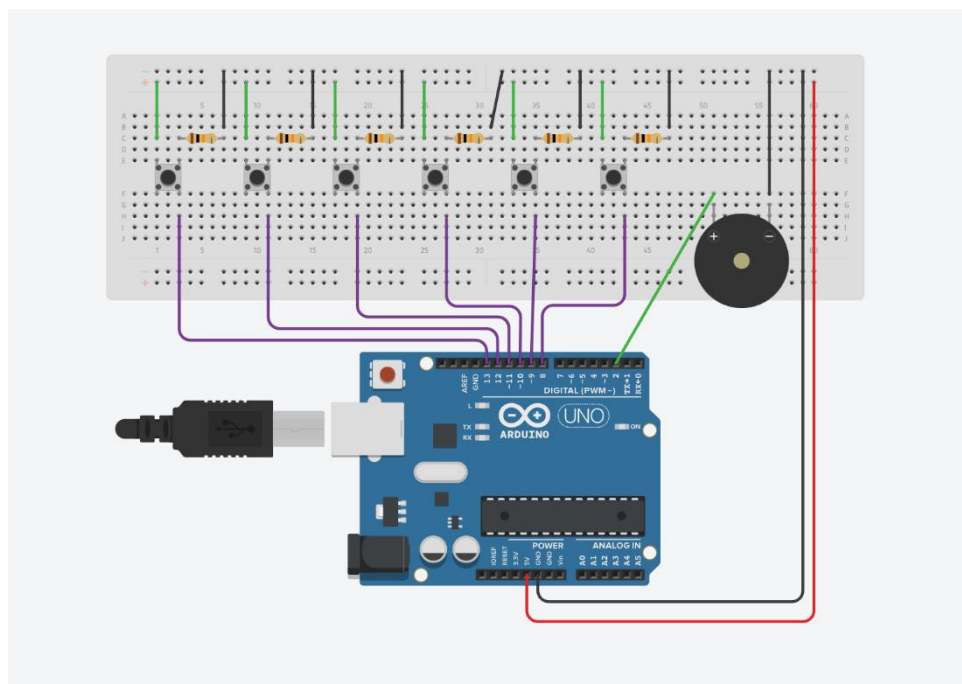 − −
+ +
5 10 15 20 25 30 35 40 45 50 55 60
A A
B B
C C
D D
E E
F F
G G
H H
I I
J J
1 5 10 15 20 25 30 35 40 45 60
+ −
− −
+ +
AREF
GND
13
12
~11
~10
~9
8
7
~6
~5
4
~3
2
TX→1
RX←0
DIGITAL (PWM~)
L
TX
RX
ARDUINO
UNO
ON
POWER
ANALOG IN
IOREF
RESET
3.3V
5V
GND
GND
Vin
A0
A1
A2
A3
A4
A5